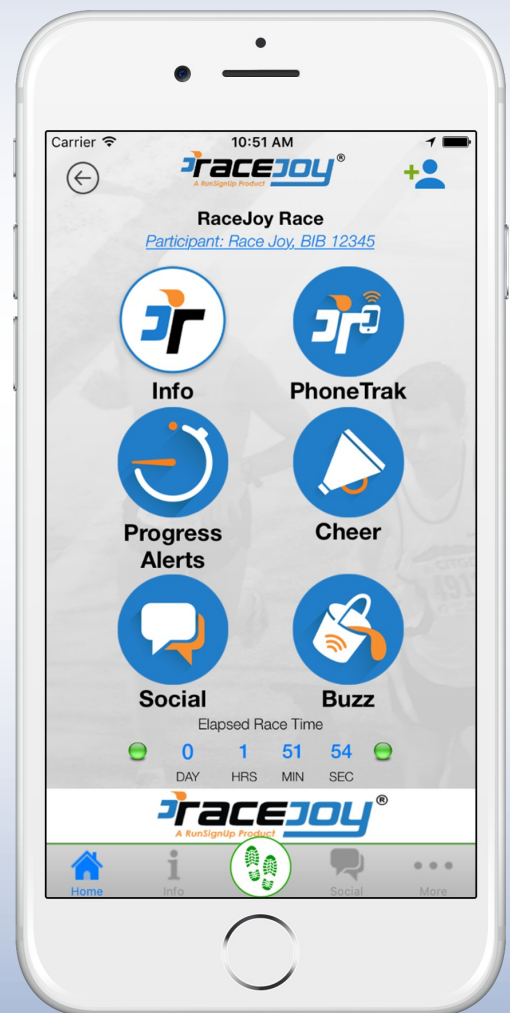 Carrier 10:51 AM
racejoy®
A RunSignUp Product
RaceJoy Race
Participant: Race Joy, BIB 12345
Info PhoneTrak
Progress Cheer
Alerts
Social Buzz
Elapsed Race Time
0 1 51 54
DAY HRS MIN SEC
racejoy®
A RunSignUp Product
Home Info Social More